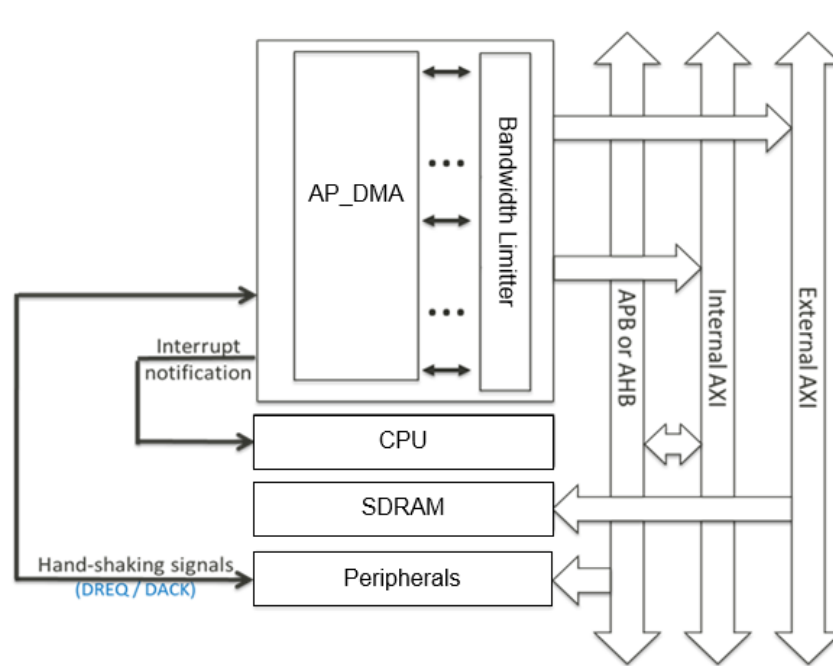 AP_DMA
Bandwidth Limitter
APB or AHB
Internal AXI
External AXI
Interrupt
notification
CPU
SDRAM
Hand-shaking signals
(DREQ / DACK)
Peripherals